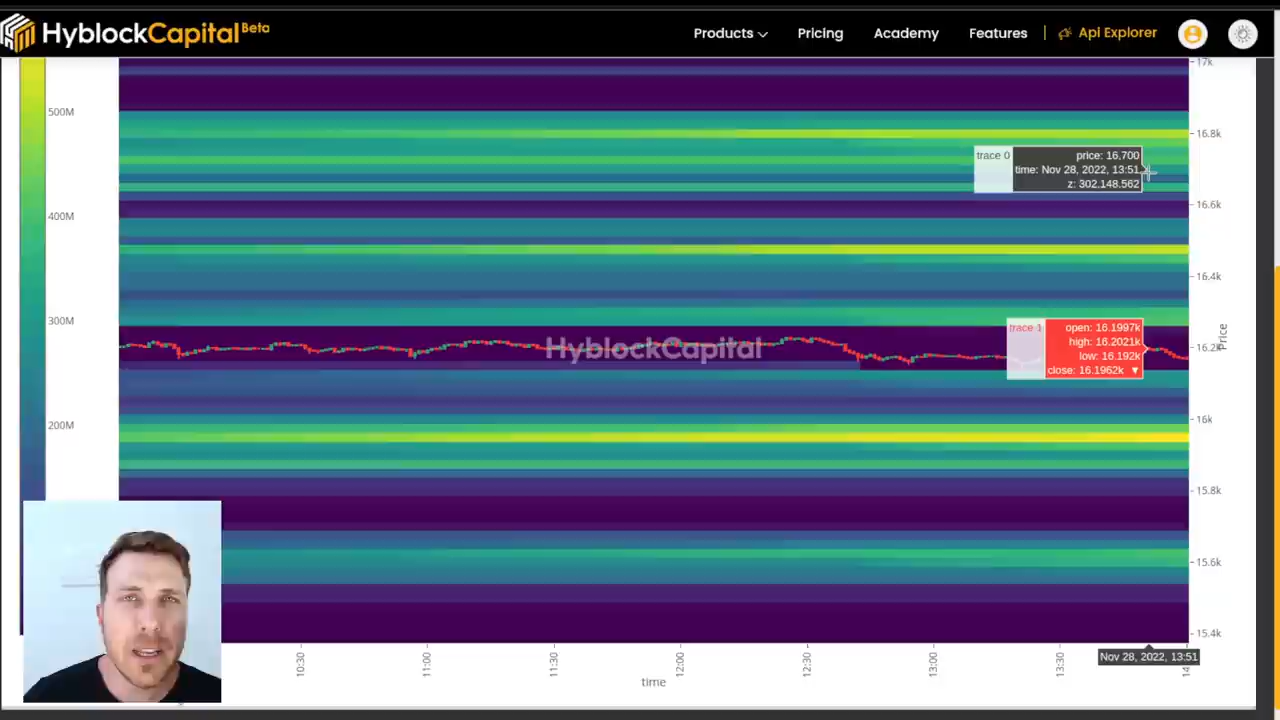 HyblockCapital Beta
Products Pricing Academy Features Api Explorer
500M
400M
300M
200M
17k
16.8k
16.6k
16.4k
16.2k
16k
15.8k
15.6k
15.4k
Price
trace 0
price: 16,700
time: Nov 28, 2022, 13:51
z: 302.148.562
trace 1
open: 16.1997k
high: 16.2021k
low: 16.192k
close: 16.1962k ▼
HyblockCapital
10:30
11:00
11:30
12:00
12:30
13:00
13:30
Nov 28, 2022, 13:51
time